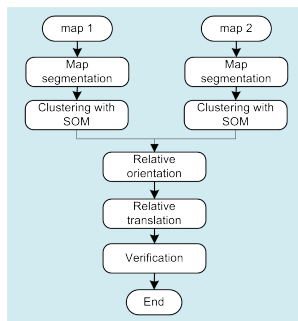 map 1
map 2
Map
segmentation
Map
segmentation
Clustering with
SOM
Clustering with
SOM
Relative
orientation
Relative
translation
Verification
End